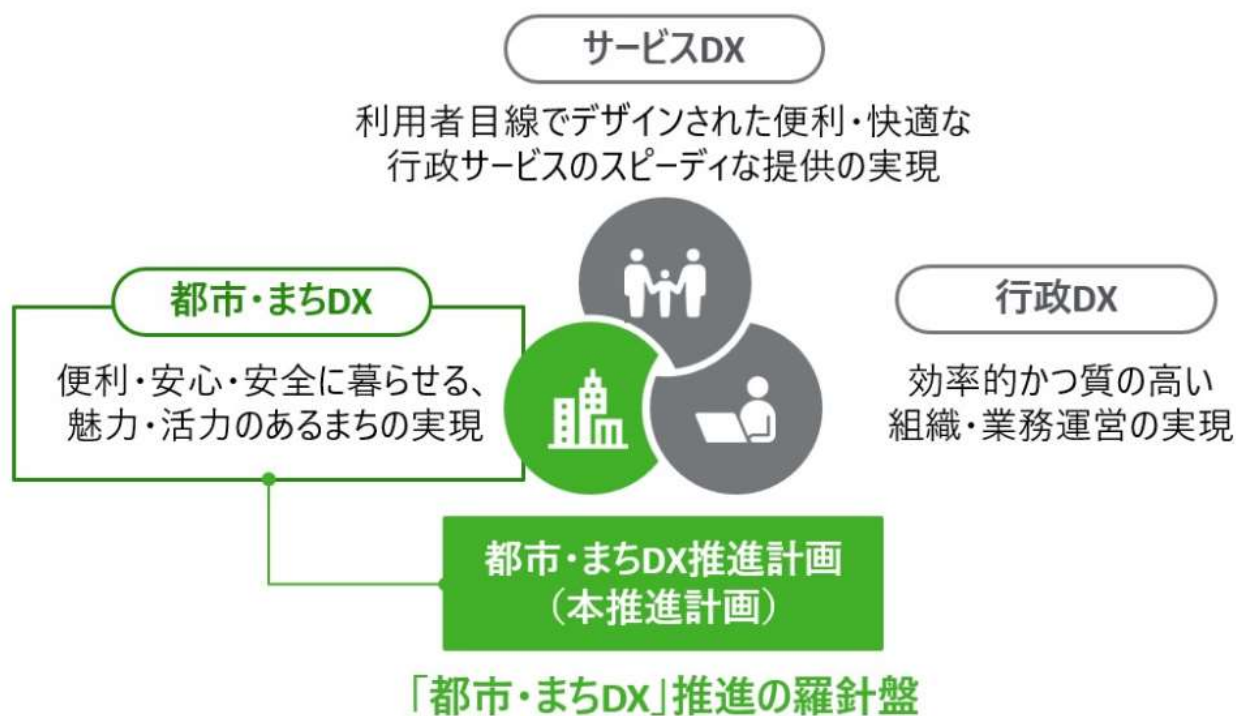 サービスDX
利用者目線でデザインされた便利・快適な
行政サービスのスピーディな提供の実現
都市・まちDX
便利・安心・安全に暮らせる、
魅力・活力のあるまちの実現
行政DX
効率的かつ質の高い
組織・業務運営の実現
都市・まちDX推進計画
（本推進計画）
「都市・まちDX」推進の羅針盤